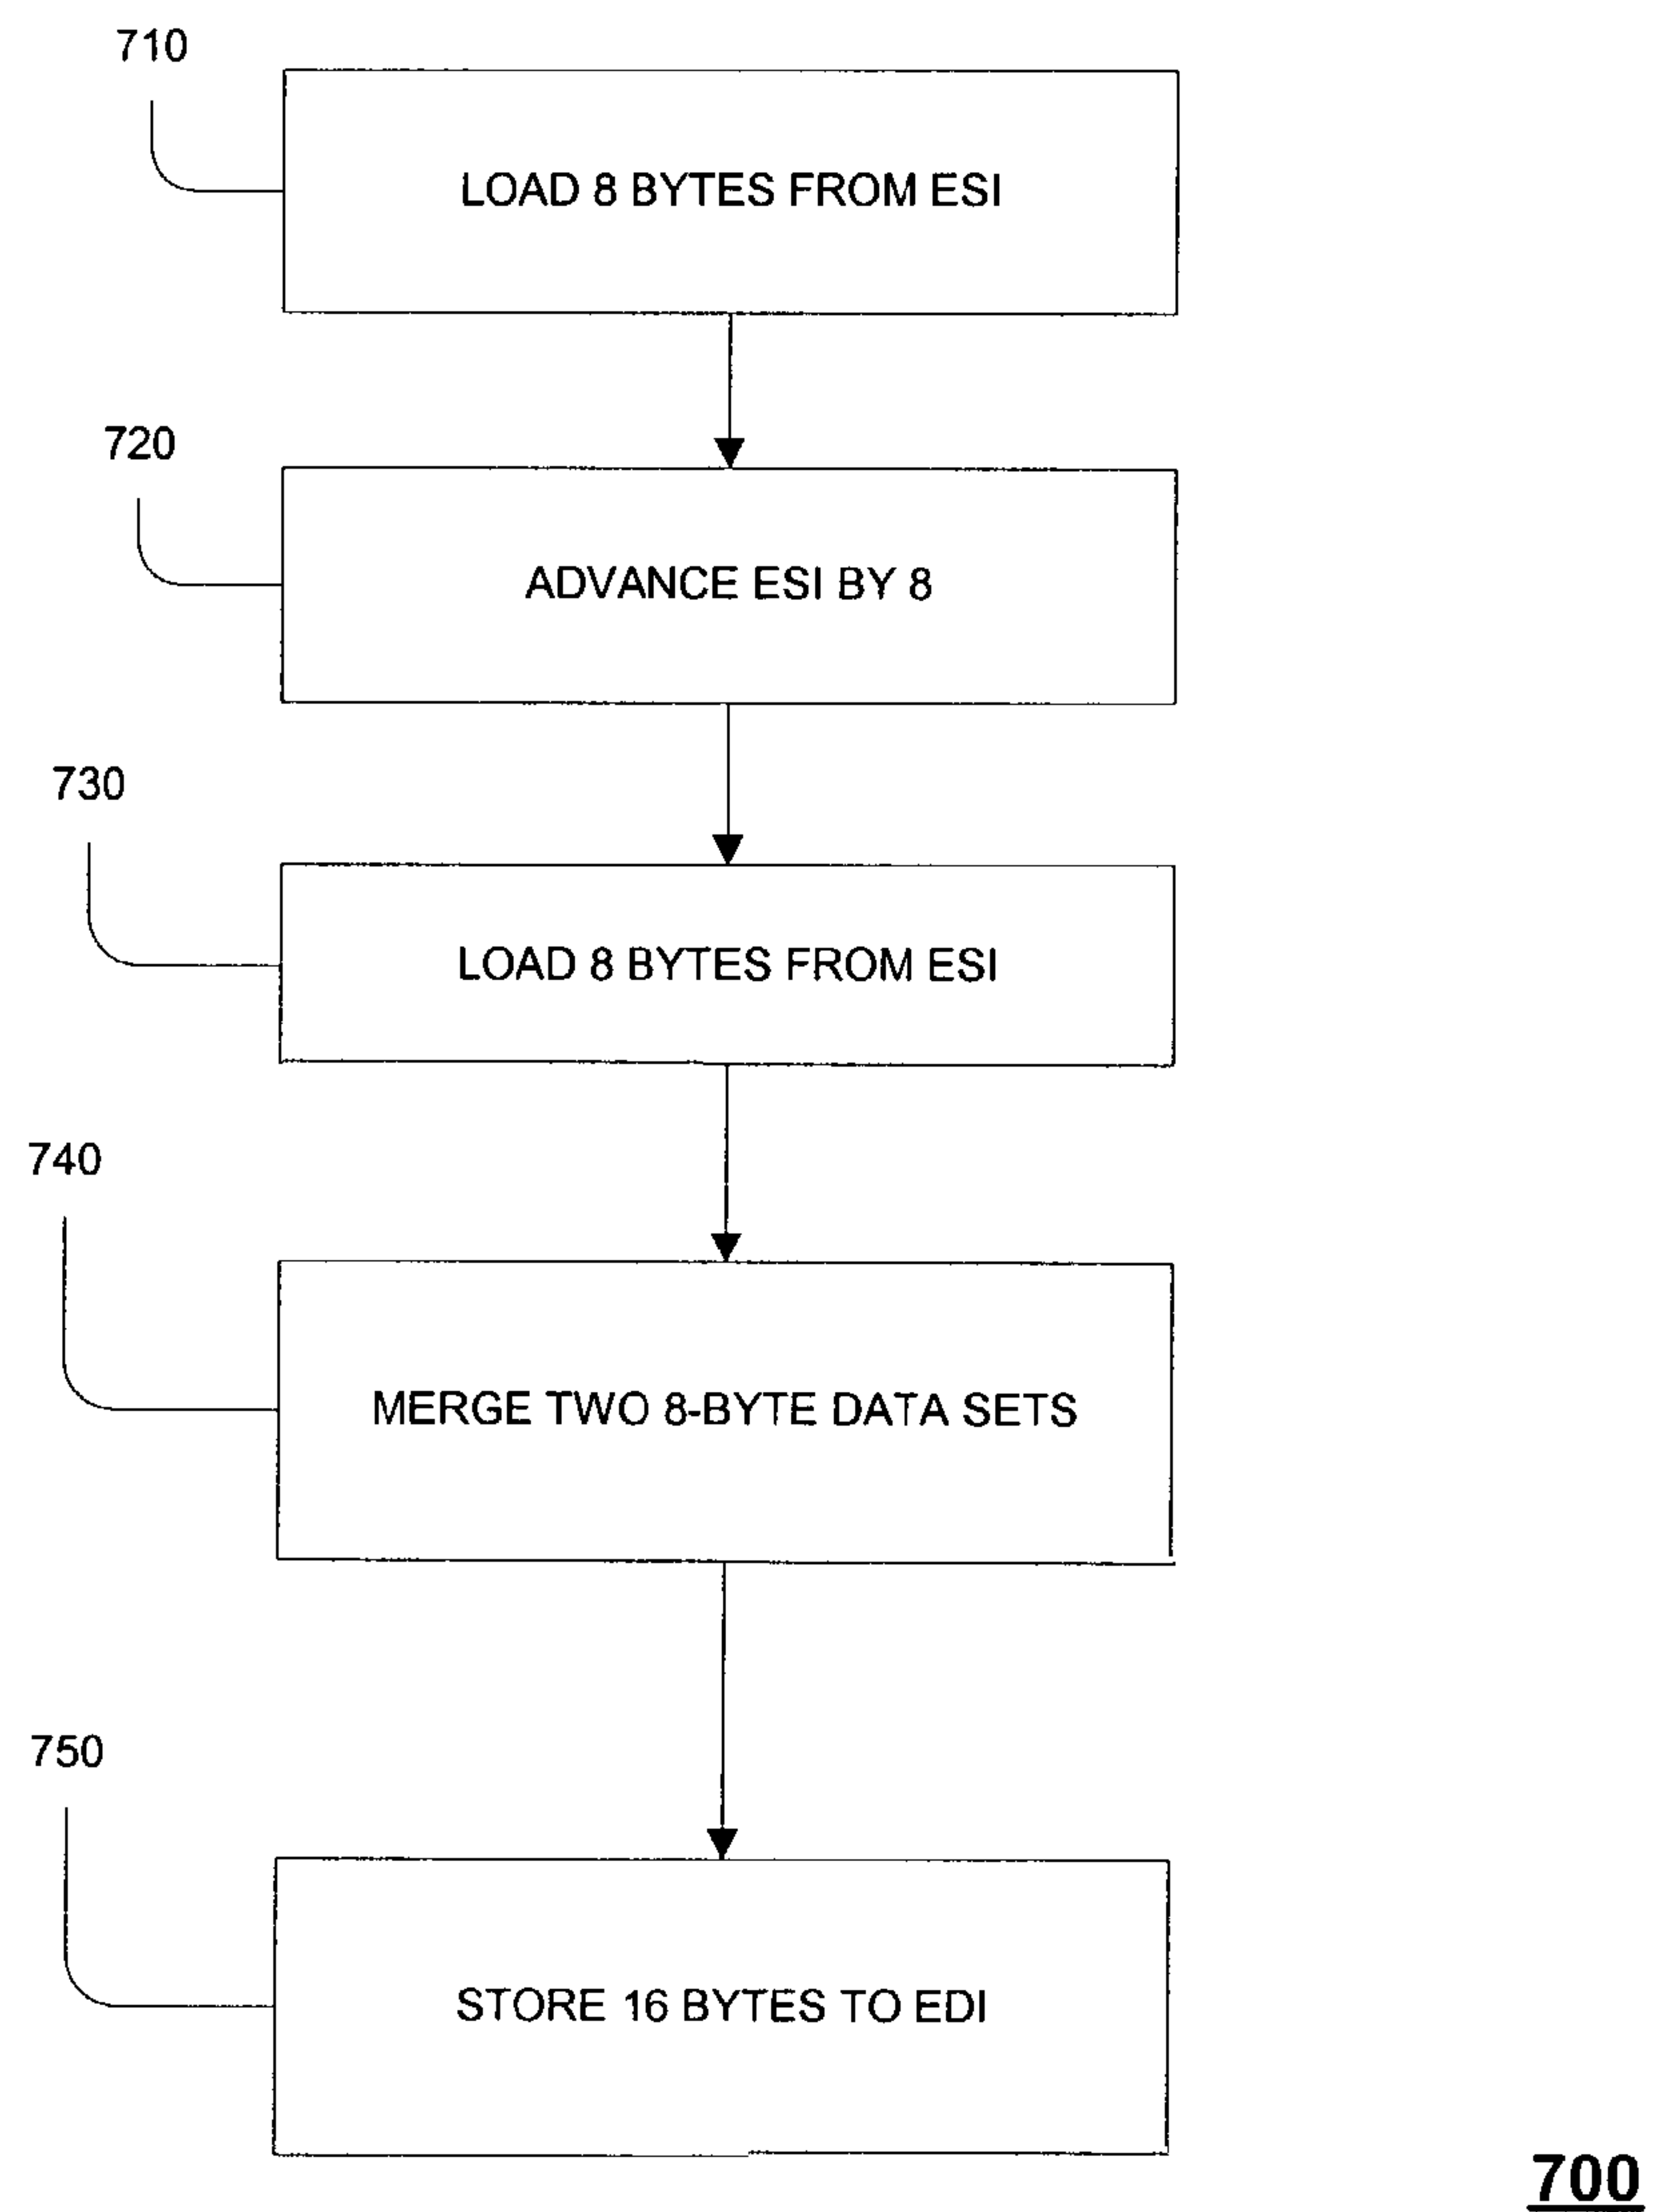 710
LOAD 8 BYTES FROM ESI
720
ADVANCE ESI BY 8
730
LOAD 8 BYTES FROM ESI
740
MERGE TWO 8-BYTE DATA SETS
750
STORE 16 BYTES TO EDI
700